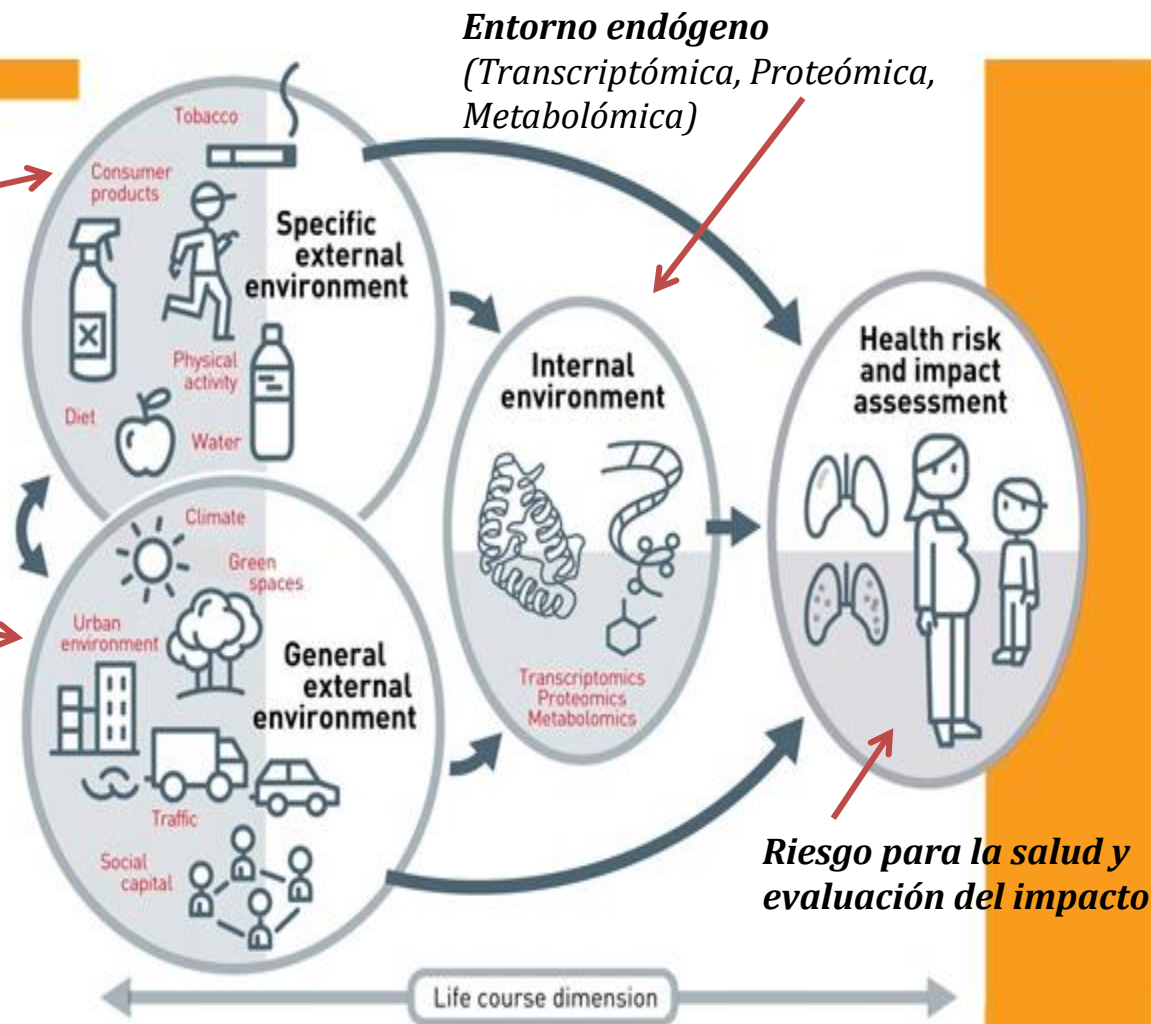 Entorno endógeno
(Transcriptómica, Proteómica,
Metabolómica)
Tobacco
Consumer
products
Specific
external
environment
Physical
activity
Diet
Water
Climate
Green
spaces
Urban
environment
General
external
environment
Traffic
Social
capital
Internal
environment
Transcriptomics
Proteomics
Metabolomics
Health risk
and impact
assessment
Riesgo para la salud y
evaluación del impacto
Life course dimension